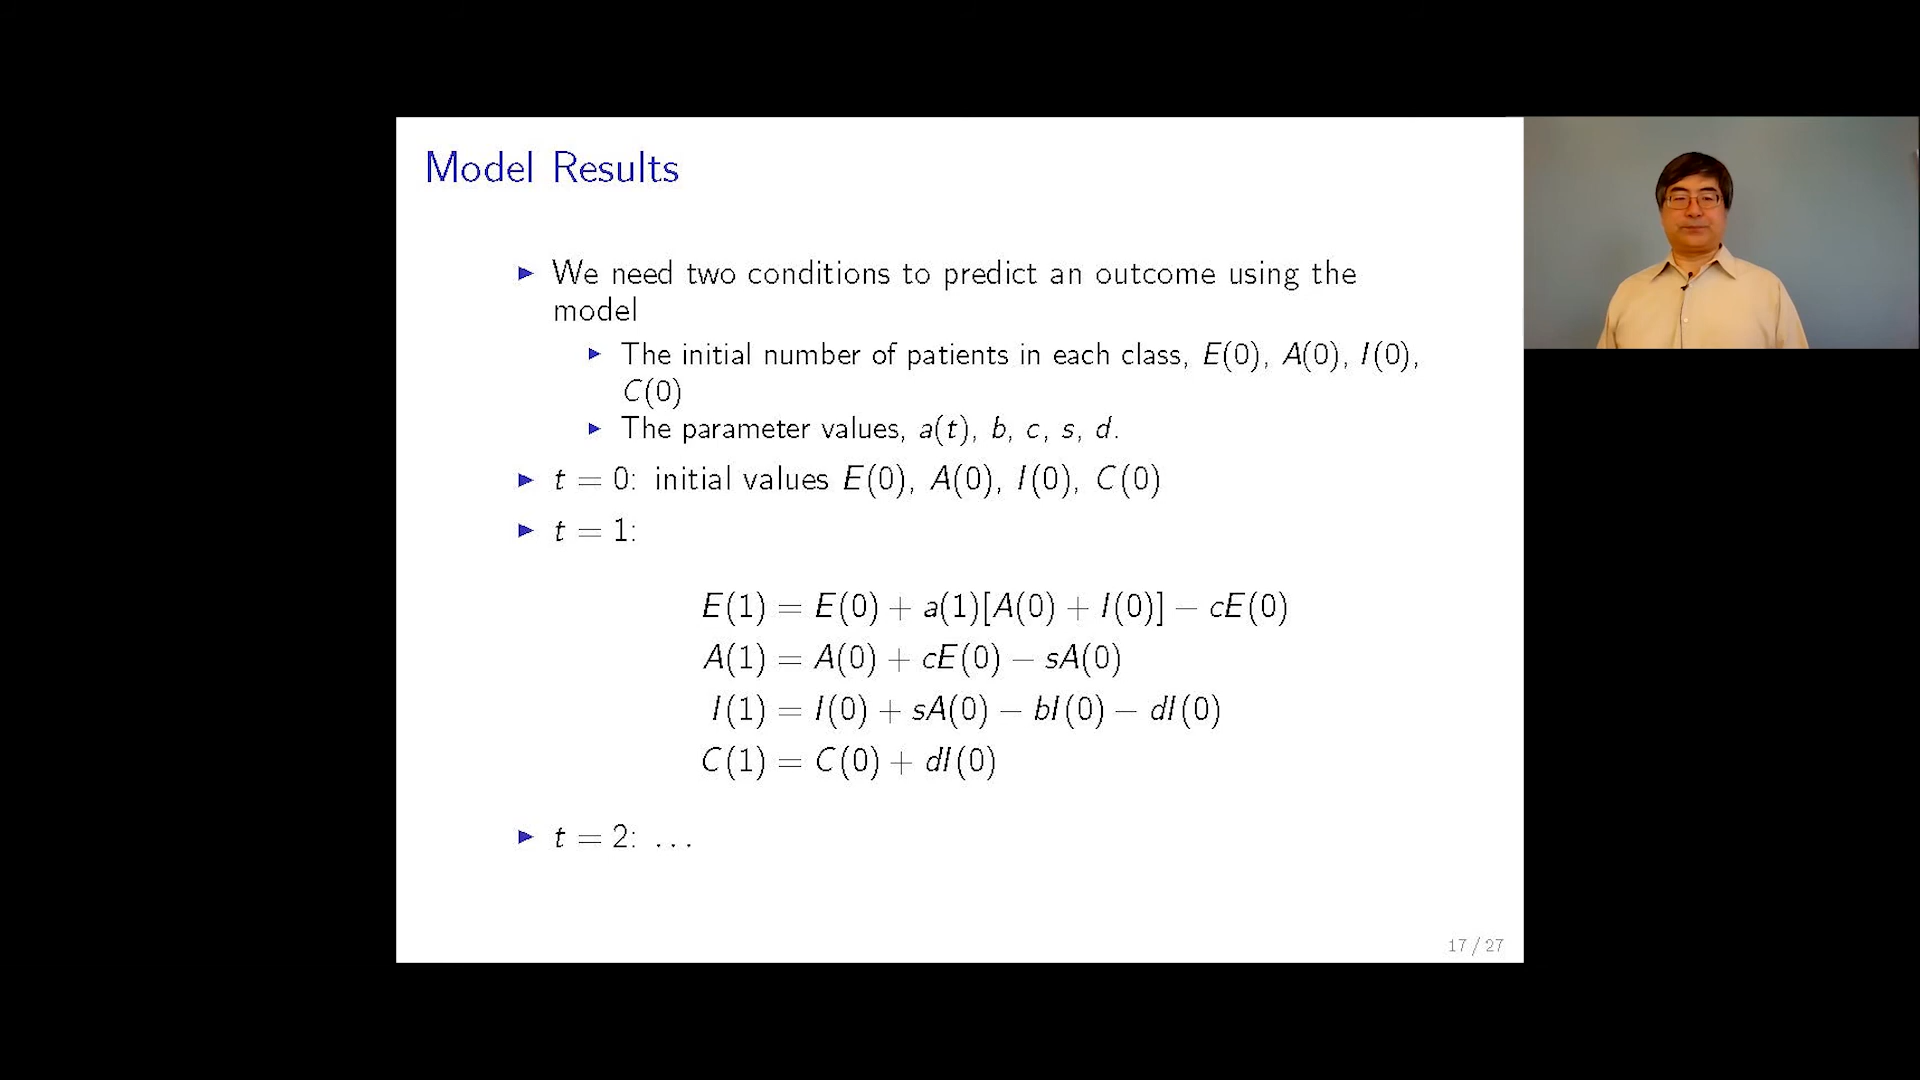 Model Results
▶ We need two conditions to predict an outcome using the
model
▶ The initial number of patients in each class, E(0), A(0), I(0),
C(0)
▶ The parameter values, a(t), b, c, s, d.
▶ t = 0: initial values E(0), A(0), I(0), C(0)
▶ t = 1:
E(1) = E(0) + a(1)[A(0) + I(0)] − cE(0)
A(1) = A(0) + cE(0) − sA(0)
I(1) = I(0) + sA(0) − bI(0) − dI(0)
C(1) = C(0) + dI(0)
▶ t = 2: ...
17 / 27